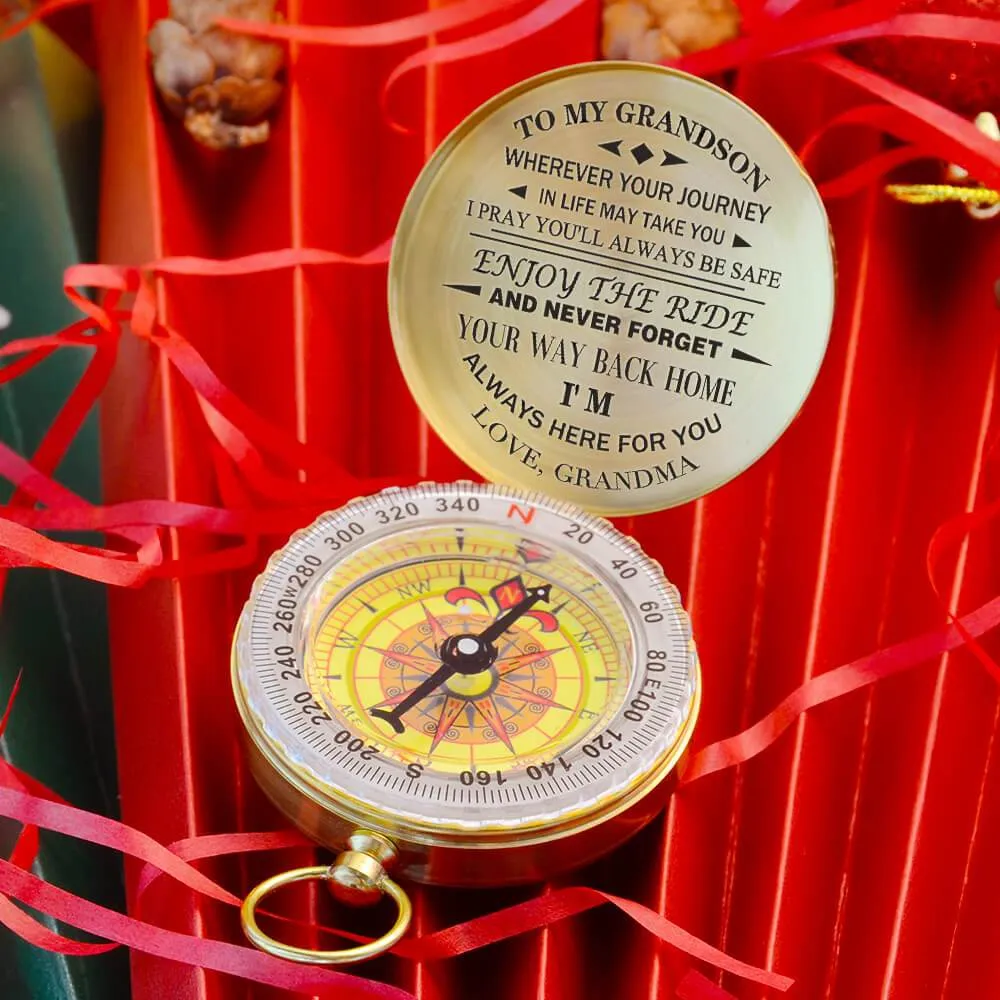 TO MY GRANDSON
WHEREVER YOUR JOURNEY
IN LIFE MAY TAKE YOU
I PRAY YOU'LL ALWAYS BE SAFE
ENJOY THE RIDE
AND NEVER FORGET
YOUR WAY BACK HOME
I'M
ALWAYS HERE FOR YOU
LOVE, GRANDMA
N 20 40 60 80 E 100 120 140 160 S 200 220 240 260 W 280 300 320 340
N NE E W NW